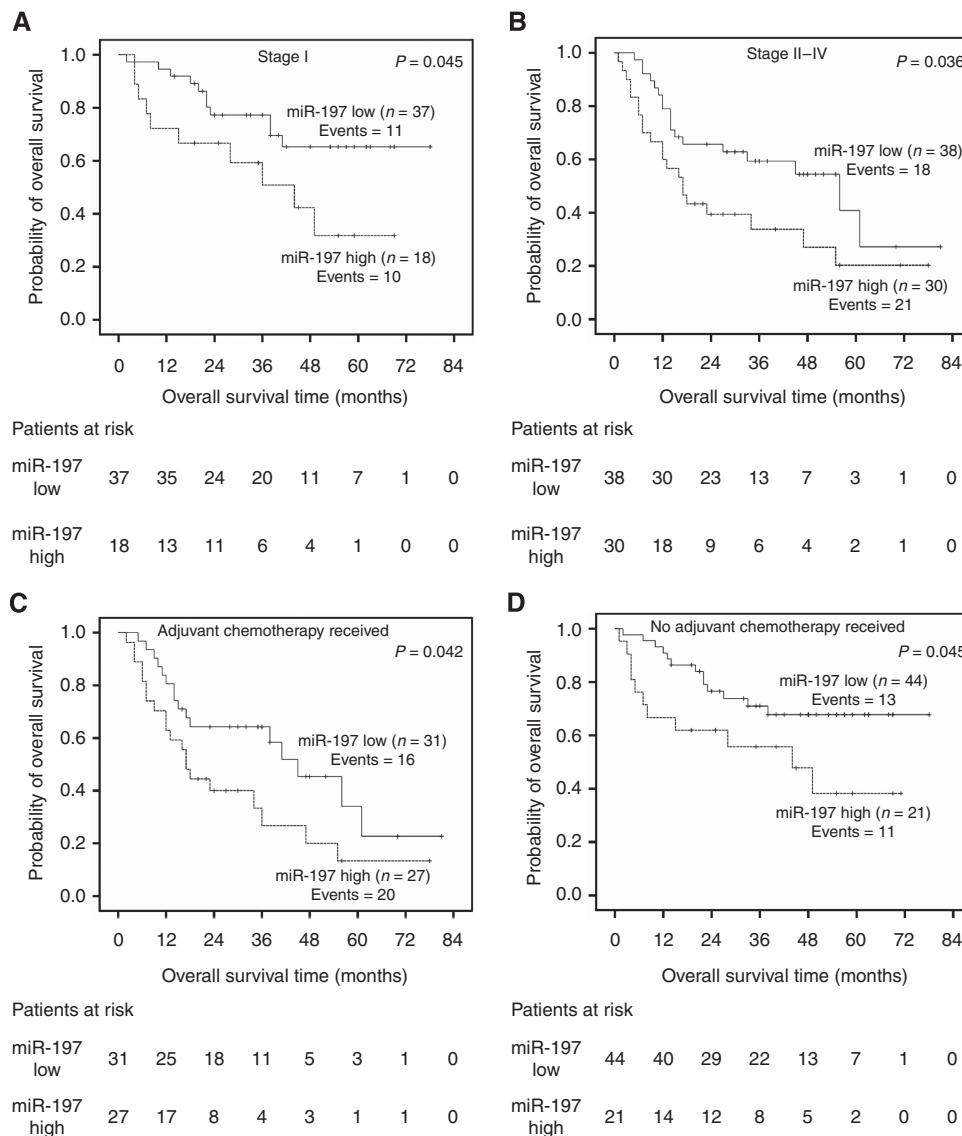 A
Stage I
P = 0.045
1.0
0.8
0.6
0.4
0.2
0.0
Probability of overall survival
miR-197 low (n = 37)
Events = 11
miR-197 high (n = 18)
Events = 10
0 12 24 36 48 60 72 84
Overall survival time (months)
Patients at risk
miR-197 low 37 35 24 20 11 7 1 0
miR-197 high 18 13 11 6 4 1 0 0
B
Stage II–IV
P = 0.036
1.0
0.8
0.6
0.4
0.2
0.0
Probability of overall survival
miR-197 low (n = 38)
Events = 18
miR-197 high (n = 30)
Events = 21
0 12 24 36 48 60 72 84
Overall survival time (months)
Patients at risk
miR-197 low 38 30 23 13 7 3 1 0
miR-197 high 30 18 9 6 4 2 1 0
C
Adjuvant chemotherapy received
P = 0.042
1.0
0.8
0.6
0.4
0.2
0.0
Probability of overall survival
miR-197 low (n = 31)
Events = 16
miR-197 high (n = 27)
Events = 20
0 12 24 36 48 60 72 84
Overall survival time (months)
Patients at risk
miR-197 low 31 25 18 11 5 3 1 0
miR-197 high 27 17 8 4 3 1 1 0
D
No adjuvant chemotherapy received
P = 0.045
1.0
0.8
0.6
0.4
0.2
0.0
Probability of overall survival
miR-197 low (n = 44)
Events = 13
miR-197 high (n = 21)
Events = 11
0 12 24 36 48 60 72 84
Overall survival time (months)
Patients at risk
miR-197 low 44 40 29 22 13 7 1 0
miR-197 high 21 14 12 8 5 2 0 0